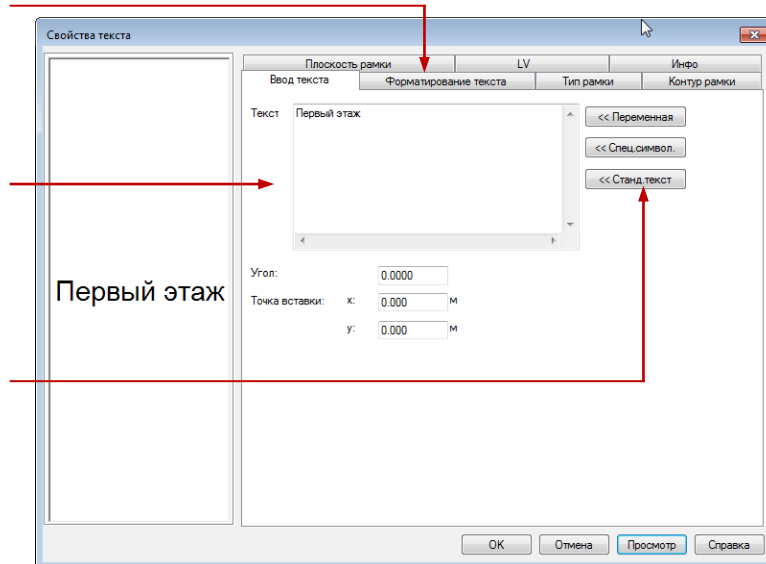 Свойства текста
Плоскость рамки LV Инфо
Ввод текста Форматирование текста Тип рамки Контур рамки
Текст Первый этаж << Переменная
<< Спец.символ.
<< Станд.текст
Первый этаж
Угол: 0.0000
Точка вставки: x: 0.000 м
y: 0.000 м
OK Отмена Просмотр Справка